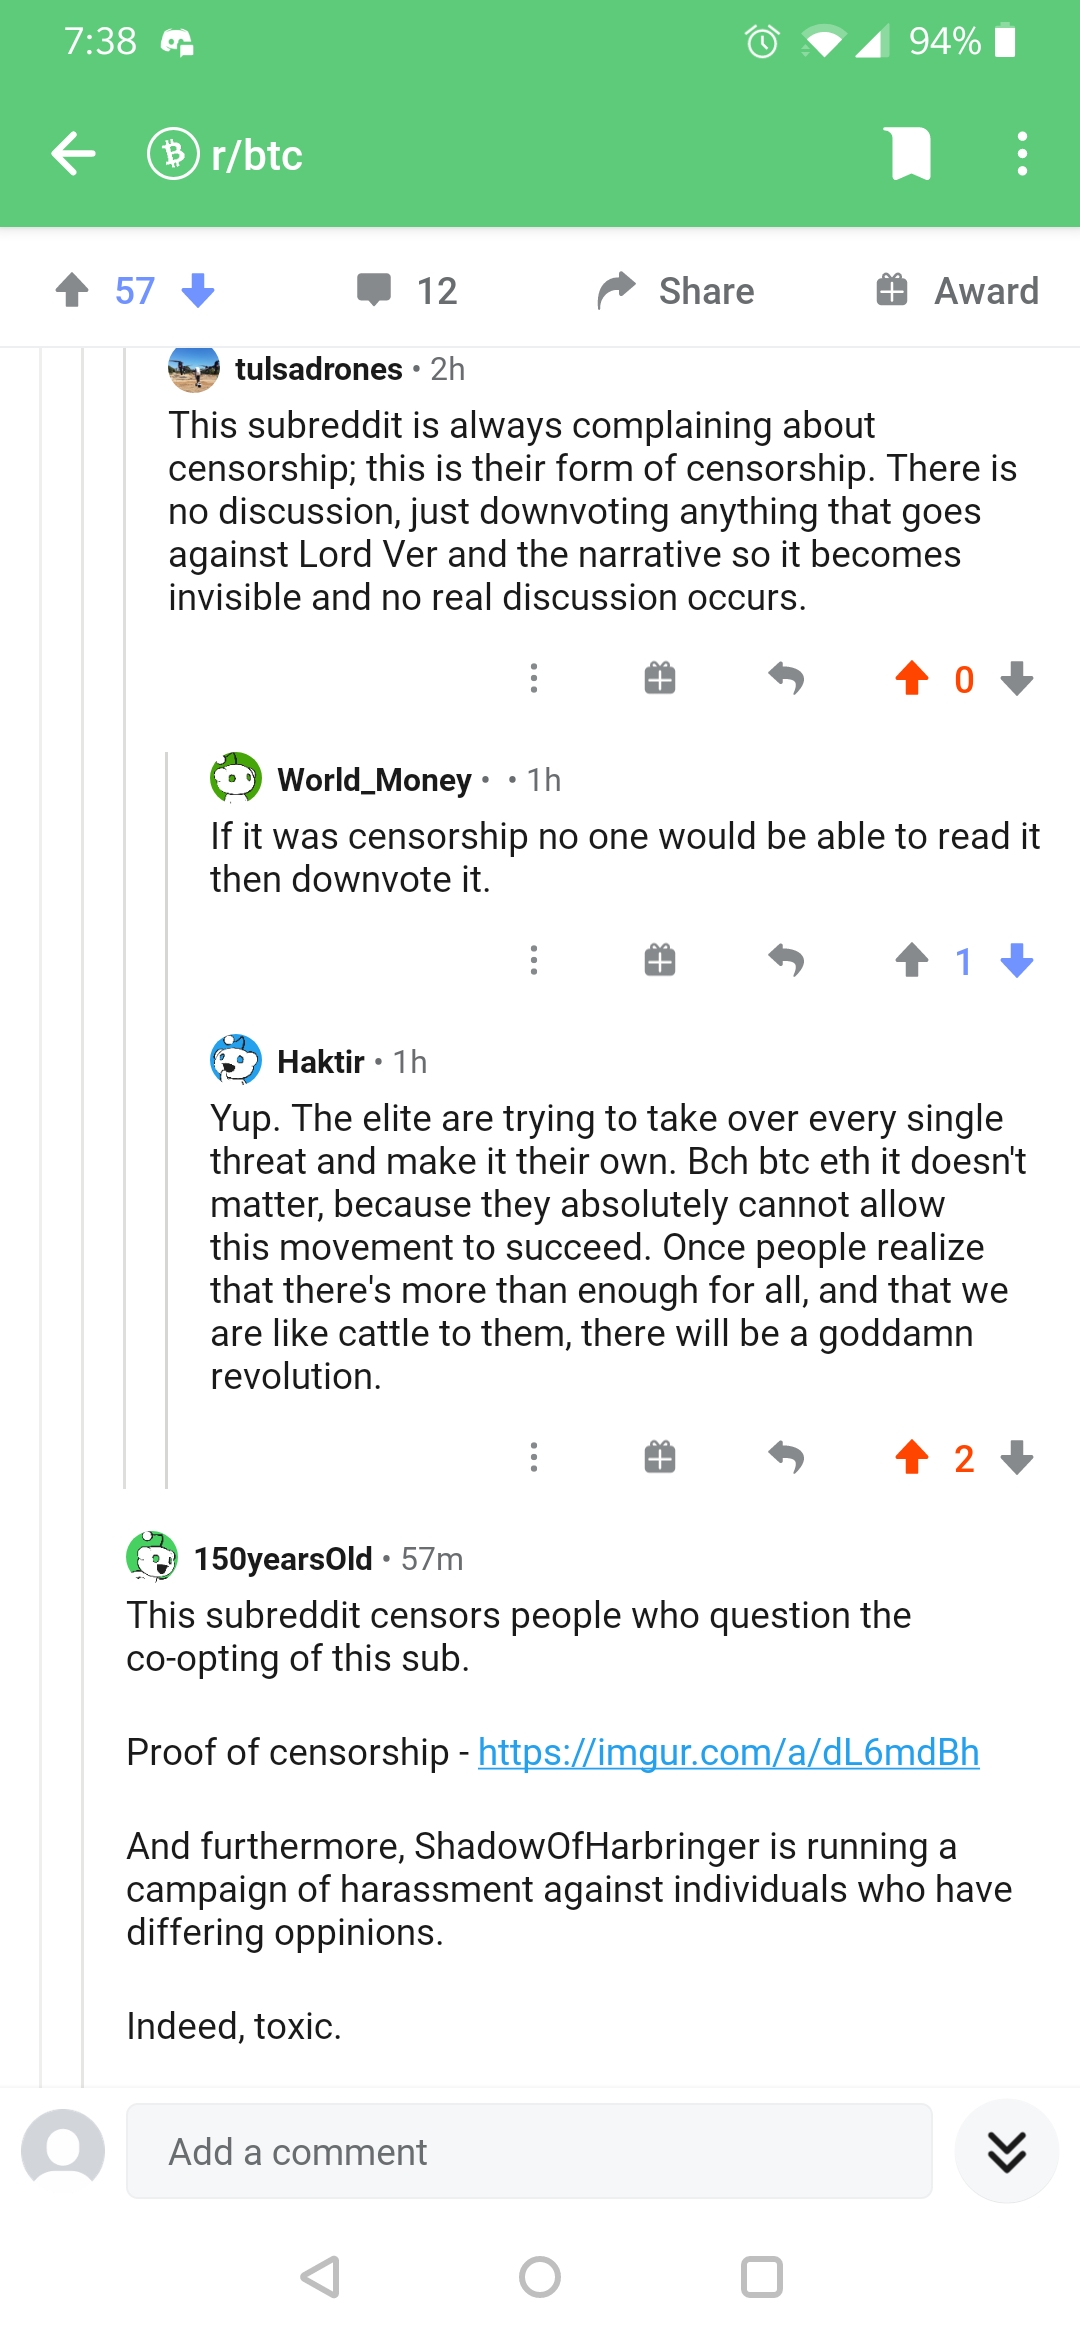 7:38 94%
r/btc
57 12 Share Award
tulsadrones • 2h
This subreddit is always complaining about
censorship; this is their form of censorship. There is
no discussion, just downvoting anything that goes
against Lord Ver and the narrative so it becomes
invisible and no real discussion occurs.
0
World_Money • • 1h
If it was censorship no one would be able to read it
then downvote it.
1
Haktir • 1h
Yup. The elite are trying to take over every single
threat and make it their own. Bch btc eth it doesn't
matter, because they absolutely cannot allow
this movement to succeed. Once people realize
that there's more than enough for all, and that we
are like cattle to them, there will be a goddamn
revolution.
2
150yearsOld • 57m
This subreddit censors people who question the
co-opting of this sub.
Proof of censorship - https://imgur.com/a/dL6mdBh
And furthermore, ShadowOfHarbringer is running a
campaign of harassment against individuals who have
differing oppinions.
Indeed, toxic.
Add a comment